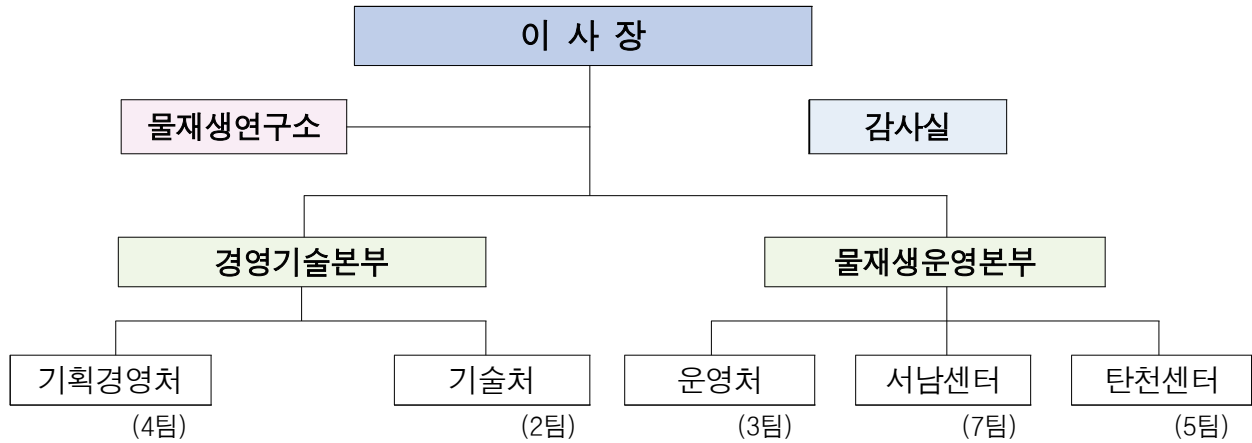 이 사 장
물재생연구소
감사실
경영기술본부
물재생운영본부
기획경영처
기술처
운영처
서남센터
탄천센터
(4팀)
(2팀)
(3팀)
(7팀)
(5팀)